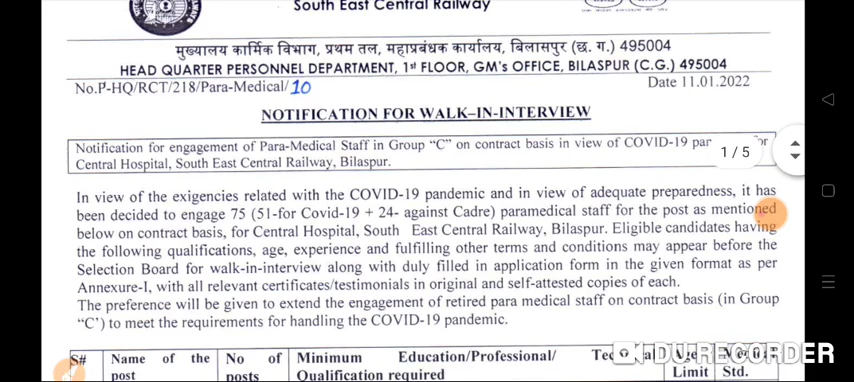 South East Central Railway
मुख्यालय कार्मिक विभाग, प्रथम तल, महाप्रबंधक कार्यालय, बिलासपुर (छ. ग.) 495004
HEAD QUARTER PERSONNEL DEPARTMENT, 1st FLOOR, GM's OFFICE, BILASPUR (C.G.) 495004
No.P-HQ/RCT/218/Para-Medical/10 Date 11.01.2022
NOTIFICATION FOR WALK–IN-INTERVIEW
Notification for engagement of Para-Medical Staff in Group “C” on contract basis in view of COVID-19
Central Hospital, South East Central Railway, Bilaspur.
1 / 5
In view of the exigencies related with the COVID-19 pandemic and in view of adequate preparedness, it has
been decided to engage 75 (51-for Covid-19 + 24- against Cadre) paramedical staff for the post as mentioned
below on contract basis, for Central Hospital, South East Central Railway, Bilaspur. Eligible candidates having
the following qualifications, age, experience and fulfilling other terms and conditions may appear before the
Selection Board for walk-in-interview along with duly filled in application form in the given format as per
Annexure-I, with all relevant certificates/testimonials in original and self-attested copies of each.
The preference will be given to extend the engagement of retired para medical staff on contract basis (in Group
“C’) to meet the requirements for handling the COVID-19 pandemic.
S# Name of the No of Minimum Education/Professional/ Age
post posts Qualification required Limit Std.
DU RECORDER